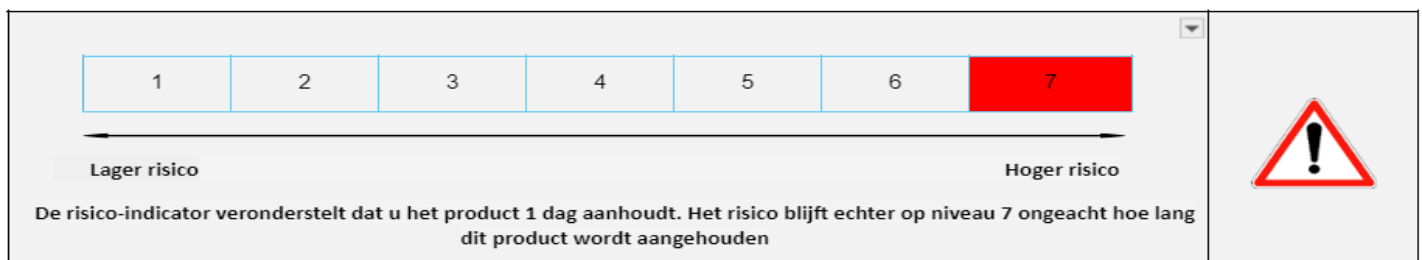 1 2 3 4 5 6 7
Lager risico Hoger risico
De risico-indicator veronderstelt dat u het product 1 dag aanhoudt. Het risico blijft echter op niveau 7 ongeacht hoe lang
dit product wordt aangehouden